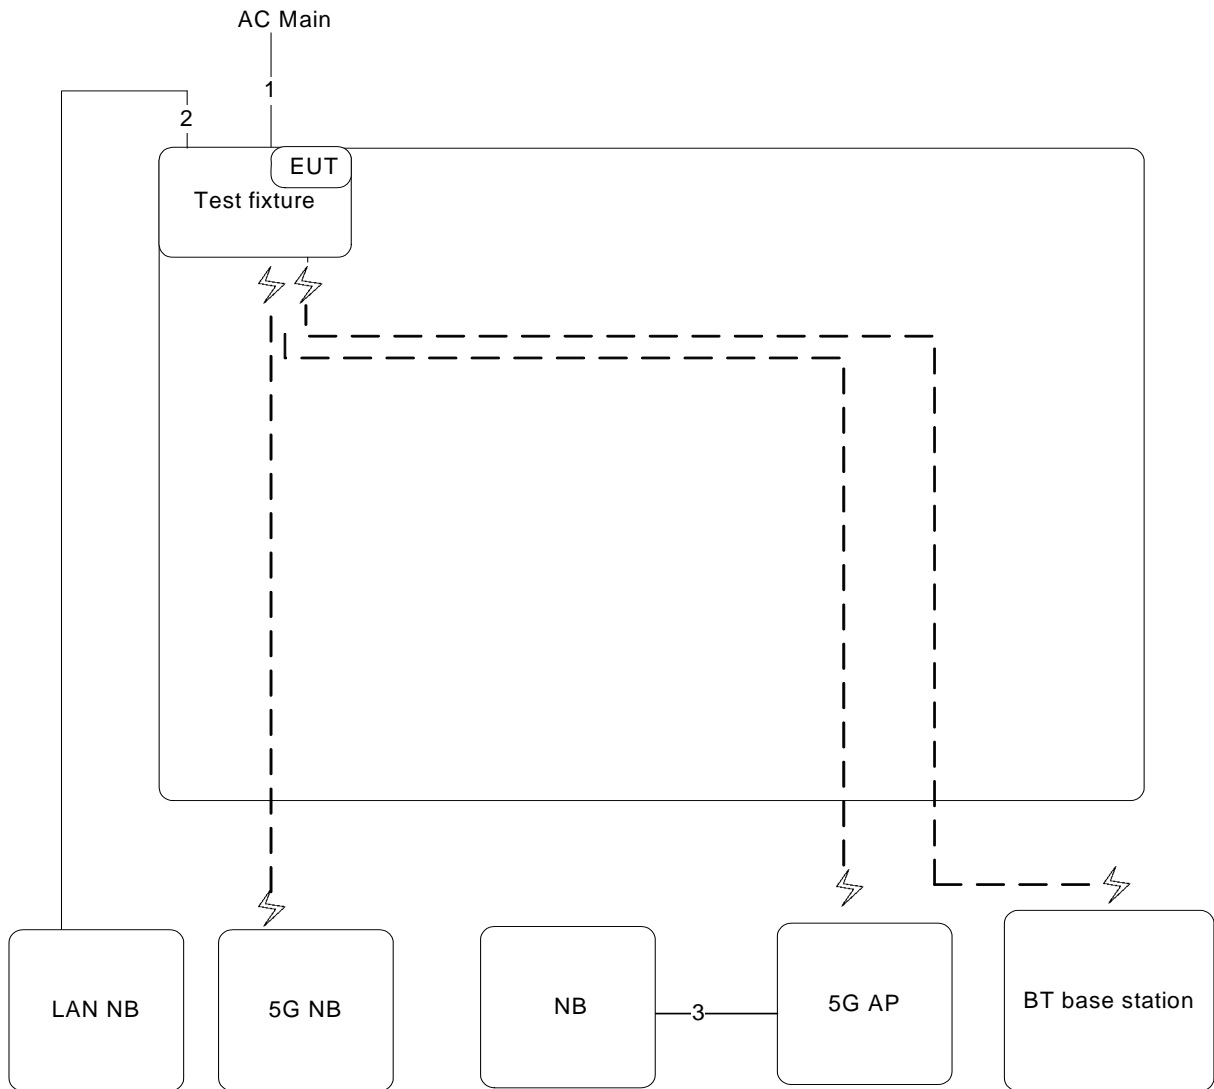 AC Main
1
2
EUT
Test fixture
LAN NB
5G NB
NB
3
5G AP
BT base station